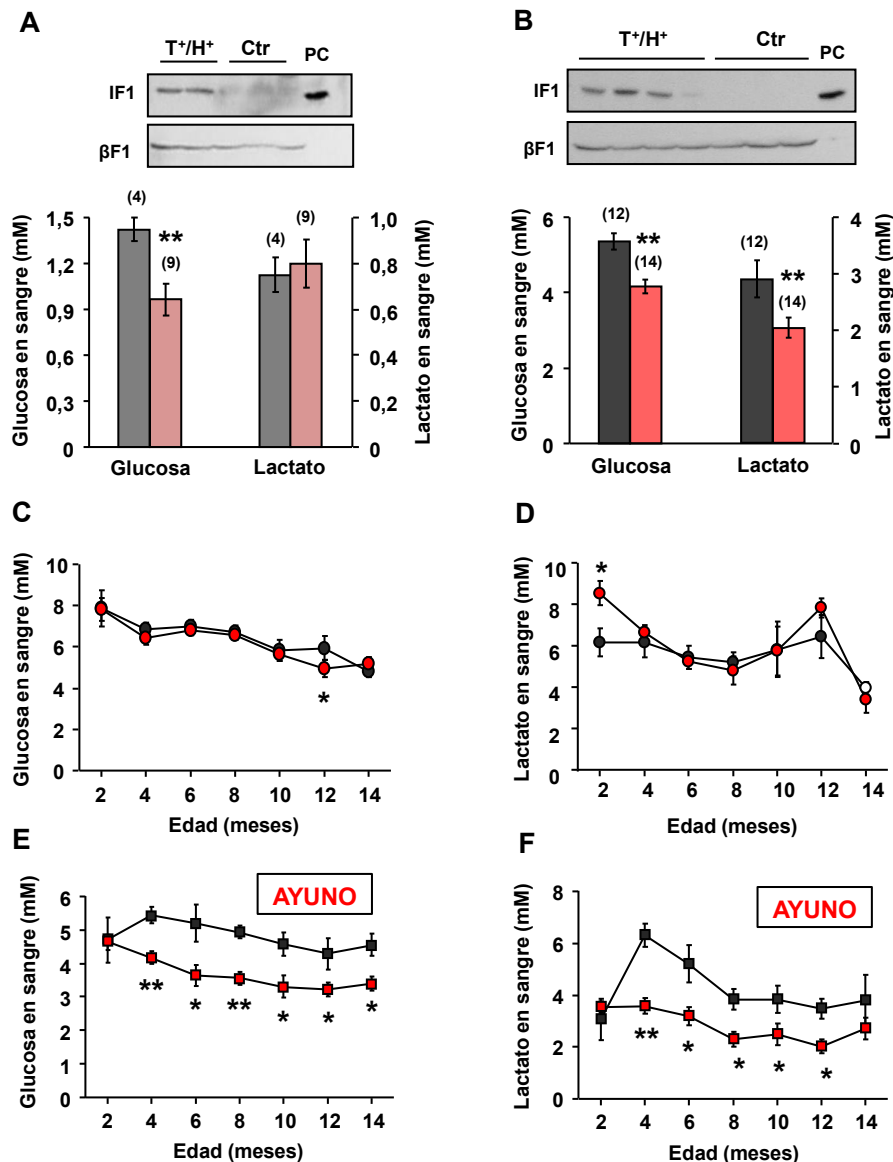 A
T⁺/H⁺ Ctr PC
IF1
βF1
(4)
**
(9)
(4)
(9)
Glucosa en sangre (mM)
1,5
1,2
0,9
0,6
0,3
0
1,0
0,8
0,6
0,4
0,2
0
Lactato en sangre (mM)
Glucosa Lactato
B
T⁺/H⁺ Ctr PC
IF1
βF1
(12)
**
(14)
(12)
**
(14)
Glucosa en sangre (mM)
6
4
2
0
4
3
2
1
0
Lactato en sangre (mM)
Glucosa Lactato
C
Glucosa en sangre (mM)
10
8
6
4
2
0
*
2 4 6 8 10 12 14
Edad (meses)
D
Lactato en sangre (mM)
10
8
6
4
2
0
*
2 4 6 8 10 12 14
Edad (meses)
E
AYUNO
Glucosa en sangre (mM)
6
5
4
3
2
1
0
** * ** * * *
2 4 6 8 10 12 14
Edad (meses)
F
AYUNO
Lactato en sangre (mM)
8
6
4
2
0
** * * * *
2 4 6 8 10 12 14
Edad (meses)